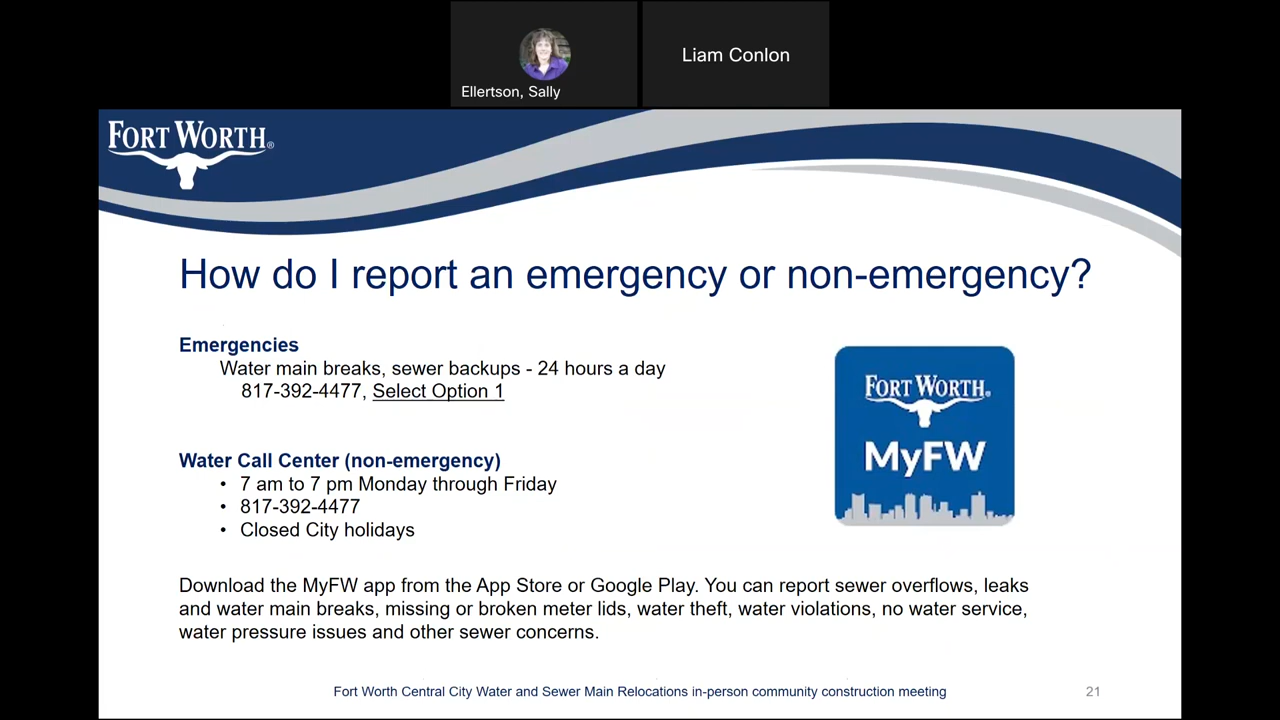 Liam Conlon
Ellertson, Sally
FORT WORTH®
How do I report an emergency or non-emergency?
Emergencies
Water main breaks, sewer backups - 24 hours a day
817-392-4477, Select Option 1
Water Call Center (non-emergency)
• 7 am to 7 pm Monday through Friday
• 817-392-4477
• Closed City holidays
FORT WORTH®
MyFW
Download the MyFW app from the App Store or Google Play. You can report sewer overflows, leaks
and water main breaks, missing or broken meter lids, water theft, water violations, no water service,
water pressure issues and other sewer concerns.
Fort Worth Central City Water and Sewer Main Relocations in-person community construction meeting
21